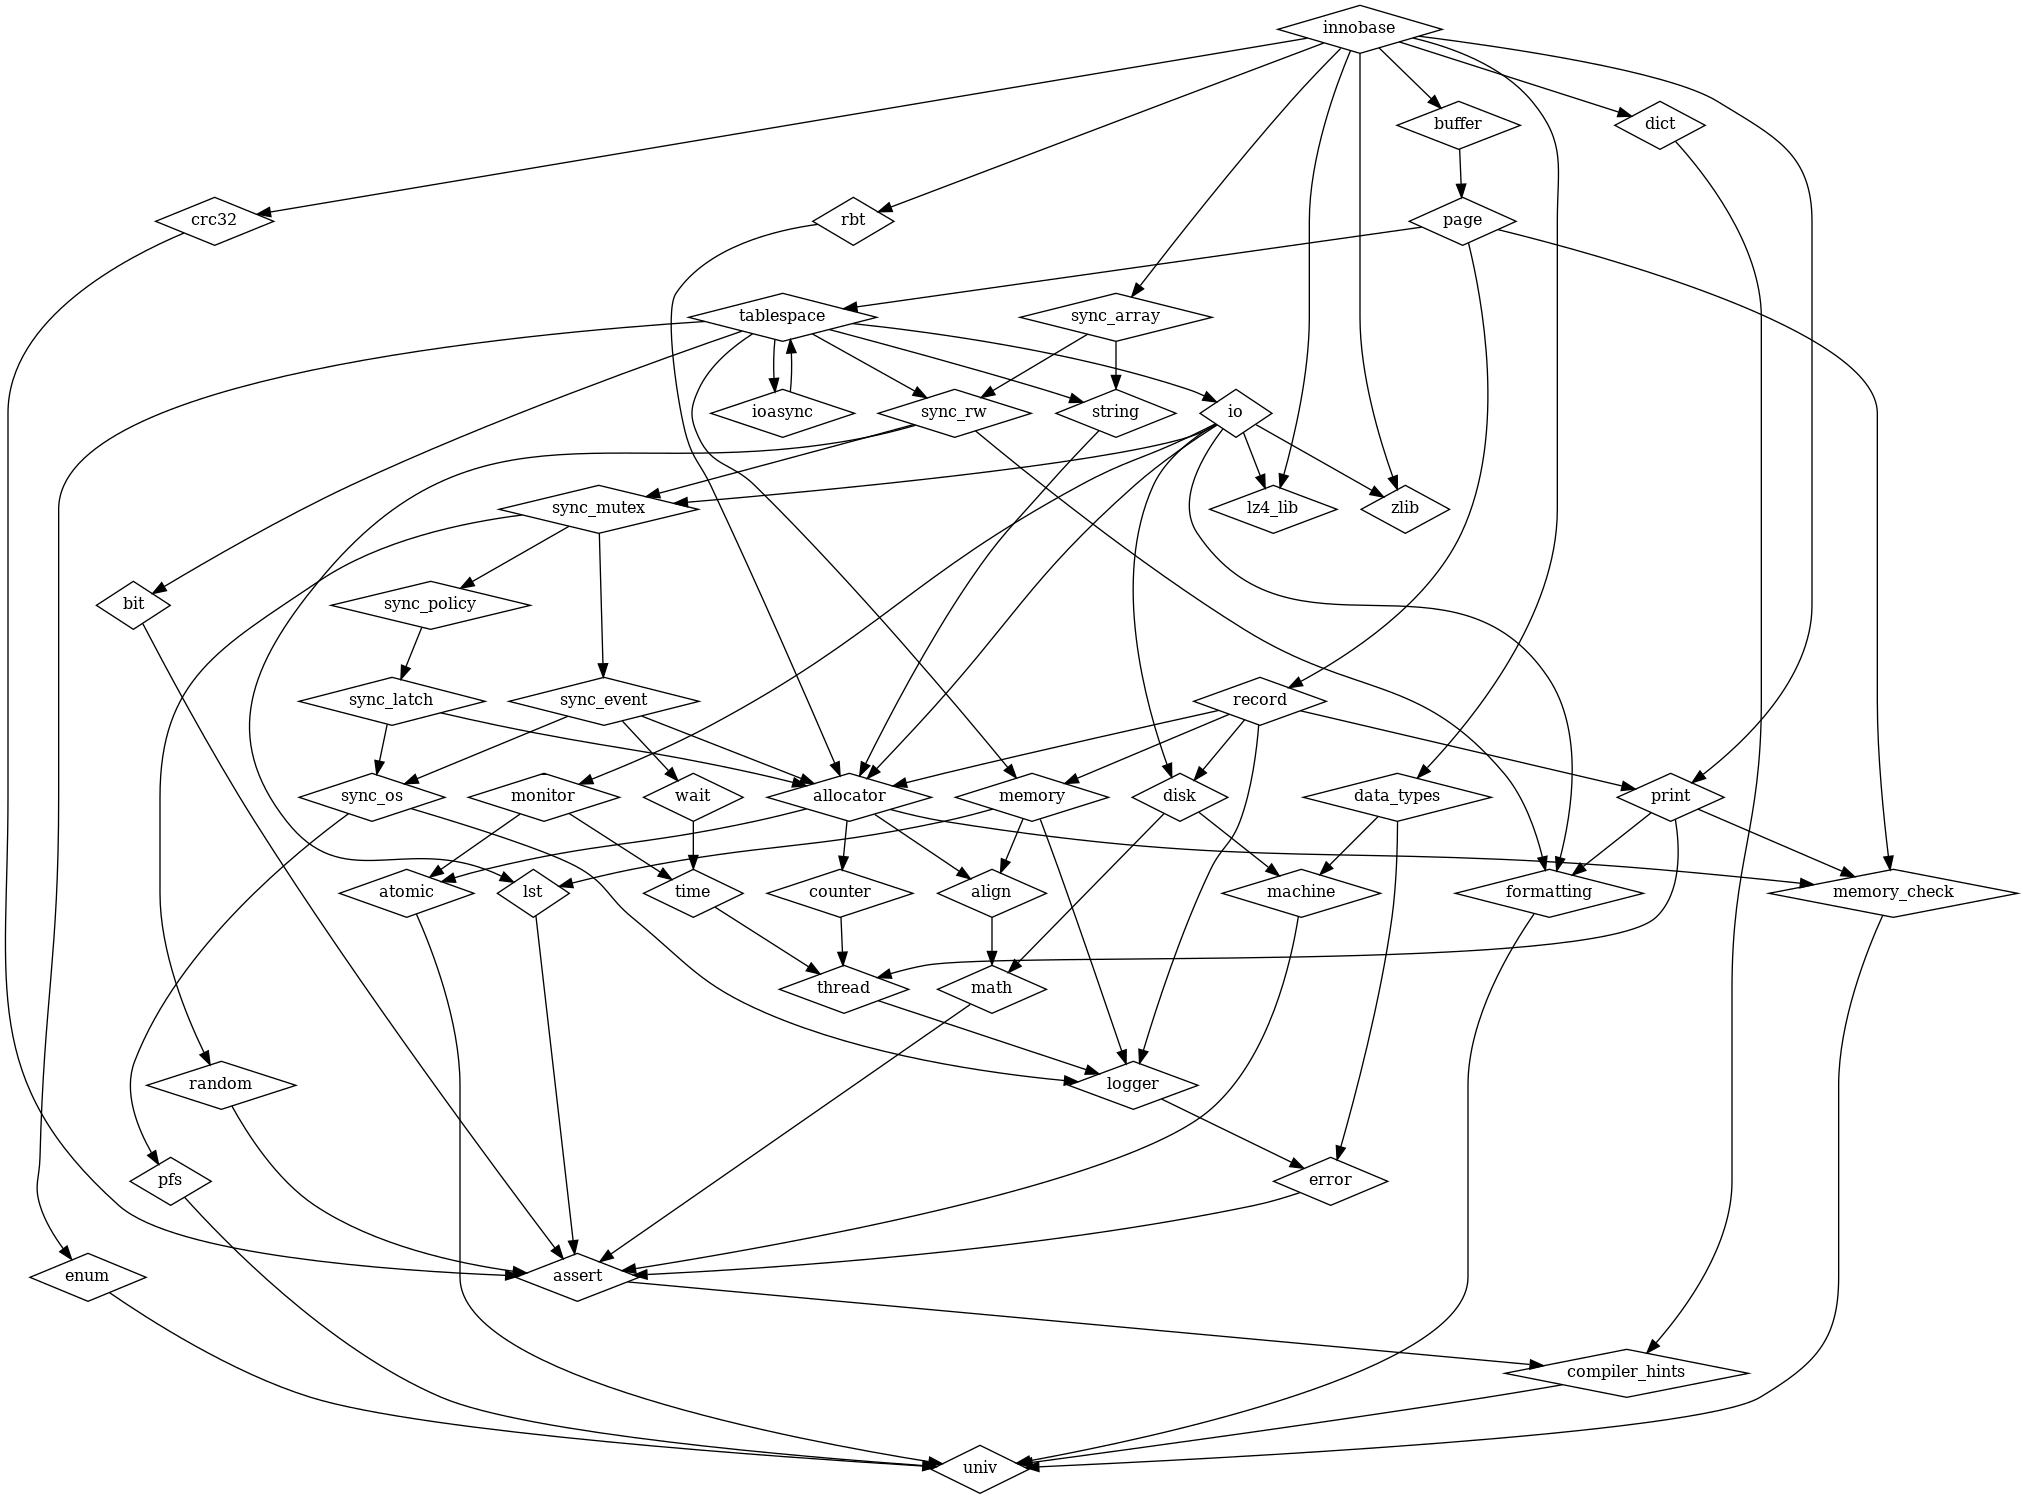 innobase
buffer
dict
crc32
rbt
page
tablespace
sync_array
ioasync
sync_rw
string
io
sync_mutex
lz4_lib
zlib
bit
sync_policy
sync_latch
sync_event
record
sync_os
monitor
wait
allocator
memory
disk
data_types
print
atomic
lst
time
counter
align
machine
formatting
memory_check
thread
math
random
logger
pfs
error
enum
assert
compiler_hints
univ